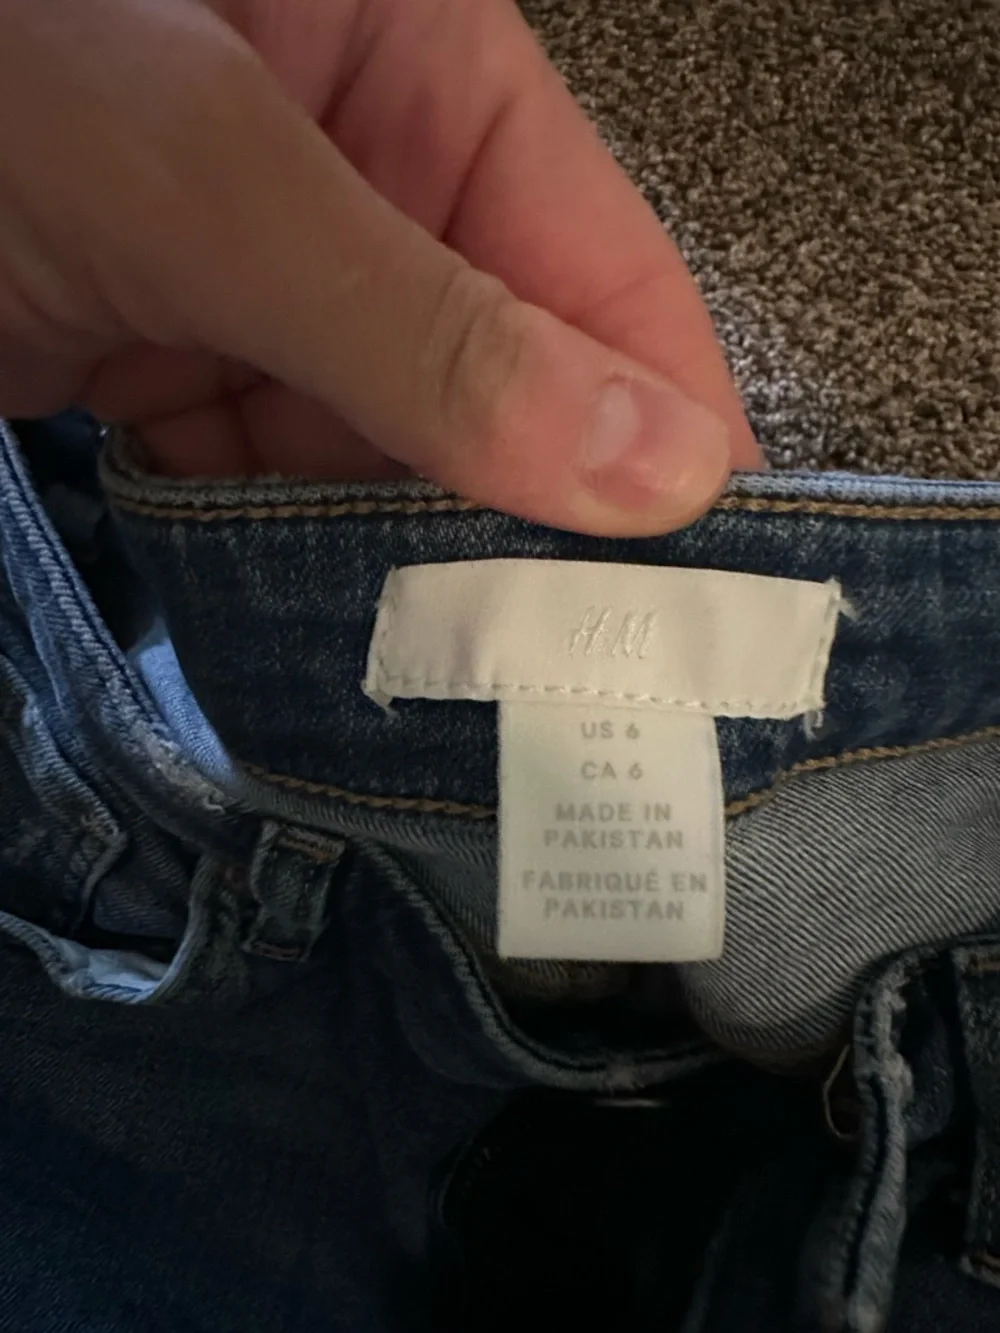 H&M
US 6
CA 6
MADE IN
PAKISTAN
FABRIQUÉ EN
PAKISTAN